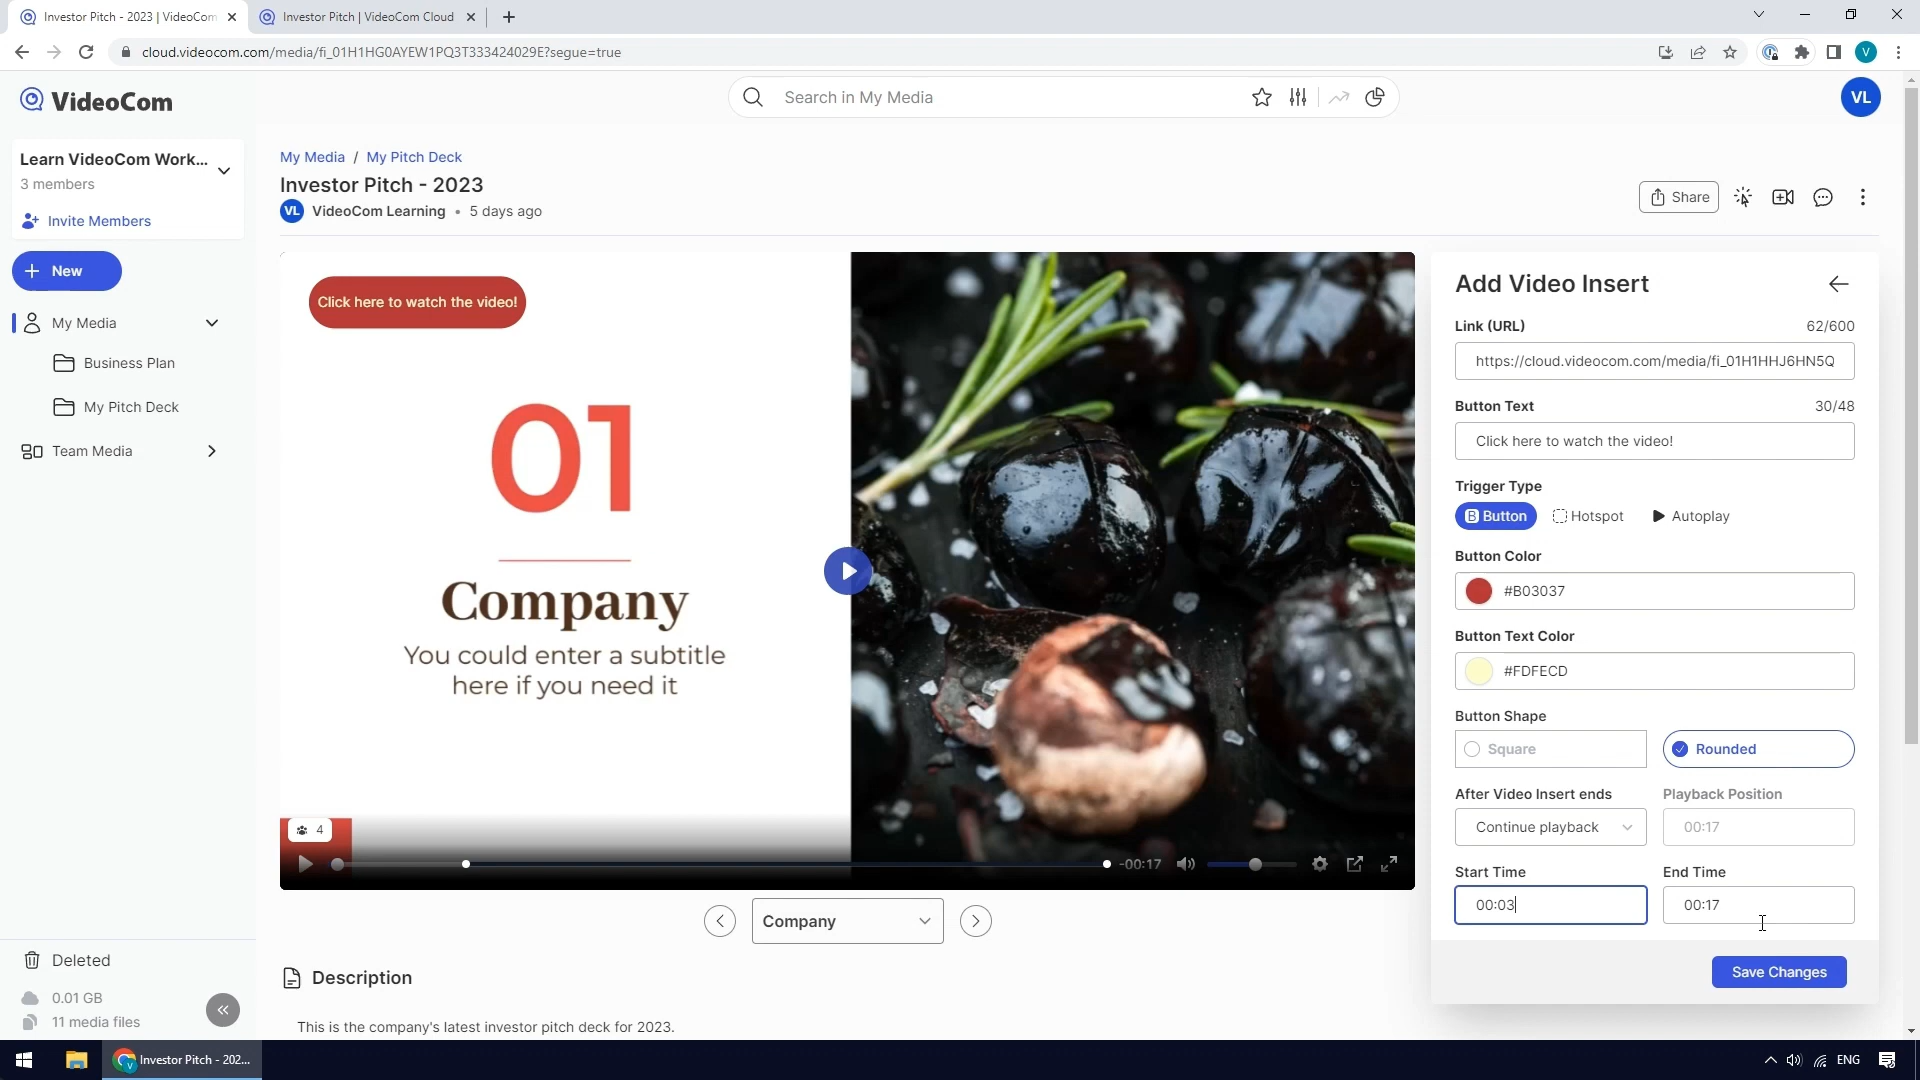 Investor Pitch - 2023 | VideoCom
Investor Pitch | VideoCom Cloud
cloud.videocom.com/media/fi_01H1HG0AYEW1PQ3T333424029E?segue=true
V
VideoCom
Search in My Media
VL
Learn VideoCom Work...
3 members
Invite Members
New
My Media
Business Plan
My Pitch Deck
Team Media
Deleted
0.01 GB
11 media files
My Media / My Pitch Deck
Investor Pitch - 2023
VL VideoCom Learning • 5 days ago
Share
Click here to watch the video!
01
Company
You could enter a subtitle
here if you need it
4
-00:17
Company
Description
This is the company's latest investor pitch deck for 2023.
Add Video Insert
Link (URL) 62/600
https://cloud.videocom.com/media/fi_01H1HHJ6HN5Q
Button Text 30/48
Click here to watch the video!
Trigger Type
B Button Hotspot Autoplay
Button Color
#B03037
Button Text Color
#FDFECD
Button Shape
Square Rounded
After Video Insert ends Playback Position
Continue playback 00:17
Start Time End Time
00:03 00:17
Save Changes
Investor Pitch - 202...
ENG